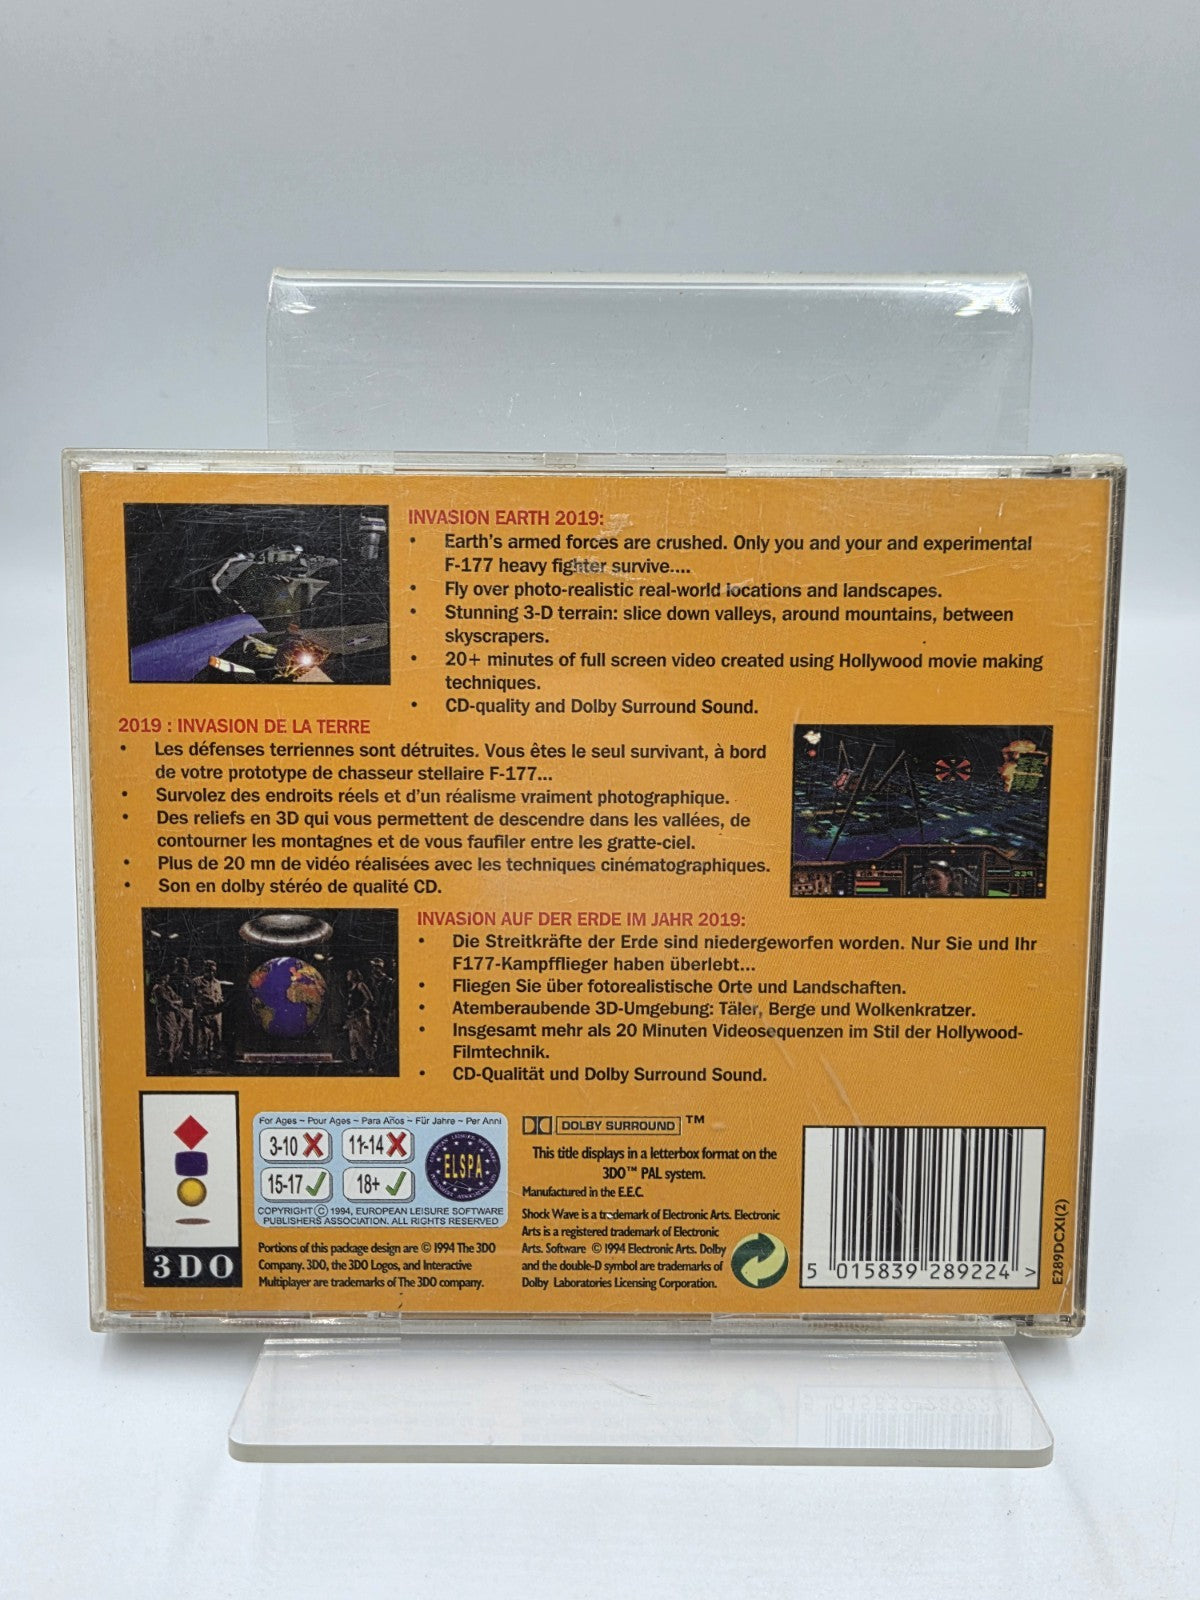 INVASION EARTH 2019:
• Earth's armed forces are crushed. Only you and your and experimental
F-177 heavy fighter survive....
• Fly over photo-realistic real-world locations and landscapes.
• Stunning 3-D terrain: slice down valleys, around mountains, between
skyscrapers.
• 20+ minutes of full screen video created using Hollywood movie making
techniques.
• CD-quality and Dolby Surround Sound.
2019 : INVASION DE LA TERRE
• Les défenses terriennes sont détruites. Vous êtes le seul survivant, à bord
de votre prototype de chasseur stellaire F-177...
• Survolez des endroits réels et d'un réalisme vraiment photographique.
• Des reliefs en 3D qui vous permettent de descendre dans les vallées, de
contourner les montagnes et de vous faufiler entre les gratte-ciel.
• Plus de 20 mn de vidéo réalisées avec les techniques cinématographiques.
• Son en dolby stéréo de qualité CD.
239
INVASION AUF DER ERDE IM JAHR 2019:
• Die Streitkräfte der Erde sind niedergeworfen worden. Nur Sie und Ihr
F177-Kampfflieger haben überlebt...
• Fliegen Sie über fotorealistische Orte und Landschaften.
• Atemberaubende 3D-Umgebung: Täler, Berge und Wolkenkratzer.
• Insgesamt mehr als 20 Minuten Videosequenzen im Stil der Hollywood-
Filmtechnik.
• CD-Qualität und Dolby Surround Sound.
3DO
For Ages ~ Pour Ages ~ Para Años ~ Für Jahre ~ Per Anni
3-10 11-14
15-17 18+
ELSPA
COPYRIGHT © 1994, EUROPEAN LEISURE SOFTWARE
PUBLISHERS ASSOCIATION. ALL RIGHTS RESERVED
Portions of this package design are © 1994 The 3DO
Company. 3DO, the 3DO Logos, and Interactive
Multiplayer are trademarks of The 3DO company.
DOLBY SURROUND ™
This title displays in a letterbox format on the
3DO™ PAL system.
Manufactured in the E.E.C.
Shock Wave is a trademark of Electronic Arts. Electronic
Arts is a registered trademark of Electronic
Arts. Software © 1994 Electronic Arts. Dolby
and the double-D symbol are trademarks of
Dolby Laboratories Licensing Corporation.
5 015839 289224 >
E289DCXI(2)